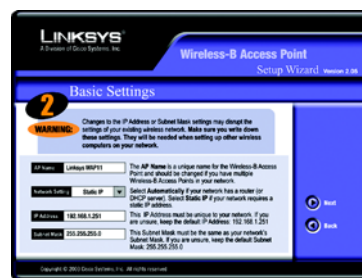 LINKSYS®
A Division of Cisco Systems, Inc.
Wireless-B Access Point
Setup Wizard Version 2.06
Basic Settings
2
WARNING:
Changes to the IP Address or Subnet Mask settings may disrupt the
settings of your existing wireless network. Make sure you write down
these settings. They will be needed when setting up other wireless
computers on your network.
AP Name
Linksys WAP11
The AP Name is a unique name for the Wireless-B Access
Point and should be changed if you have multiple
Wireless-B Access Points in your network.
Network Setting
Static IP
Select Automatically if your network has a router (or
DHCP server). Select Static IP if your network requires a
static IP address.
IP Address
192.168.1.251
This IP Address must be unique to your network. If you
are unsure, keep the default IP Address: 192.168.1.251
Subnet Mask
255.255.255.0
This Subnet Mask must be the same as your network's
Subnet Mask. If you are unsure, keep the default Subnet
Mask: 255.255.255.0
Next
Back
Copyright © 2003 Cisco Systems, Inc. All rights reserved